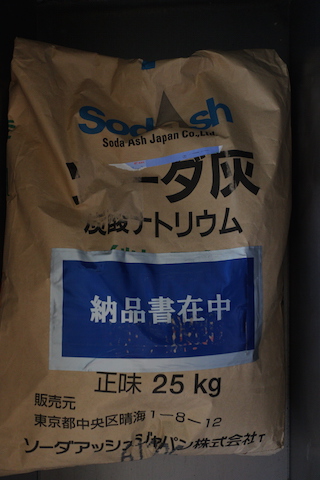 Soda Ash
Soda Ash Japan Co., Ltd.
ソーダ灰
炭酸ナトリウム
納品書在中
正味 25 kg
販売元
東京都中央区晴海1-8-12
ソーダアッシュジャパン株式会社